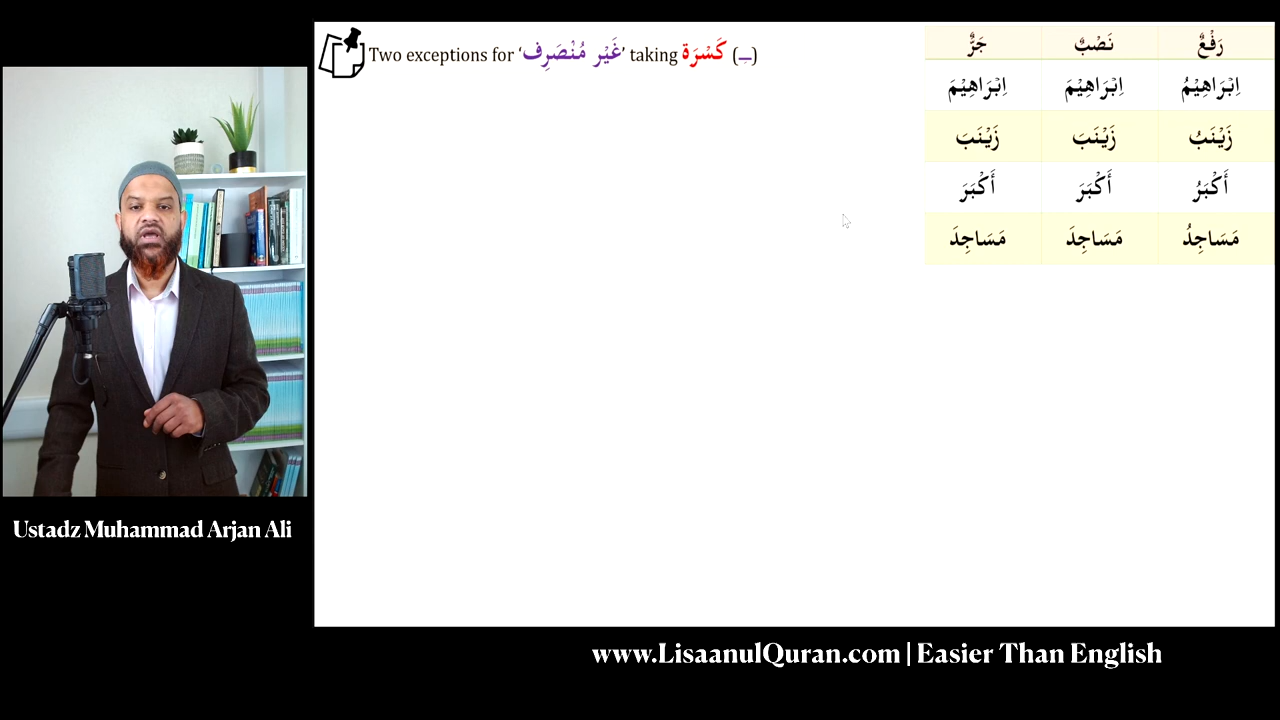 Two exceptions for ‘غَيْر مُنْصَرِف’ taking كَسْرَة (ـِ)
رَفْعٌ نَصْبٌ جَرٌّ
اِبْرَاهِيْمُ اِبْرَاهِيْمَ اِبْرَاهِيْمَ
زَيْنَبُ زَيْنَبَ زَيْنَبَ
أَكْبَرُ أَكْبَرَ أَكْبَرَ
مَسَاجِدُ مَسَاجِدَ مَسَاجِدَ
Ustadz Muhammad Arjan Ali
www.LisaanulQuran.com | Easier Than English